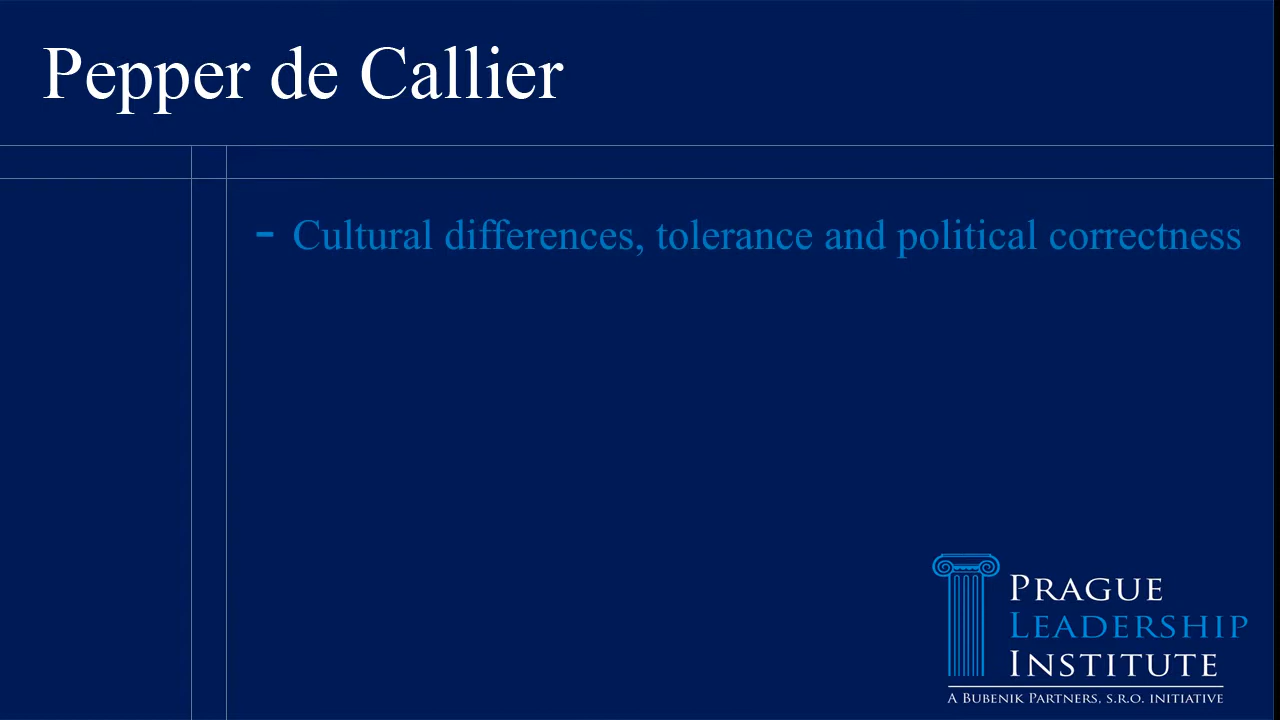 Pepper de Callier
- Cultural differences, tolerance and political correctness
PRAGUE
LEADERSHIP
INSTITUTE
A BUBENIK PARTNERS, S.R.O. INITIATIVE